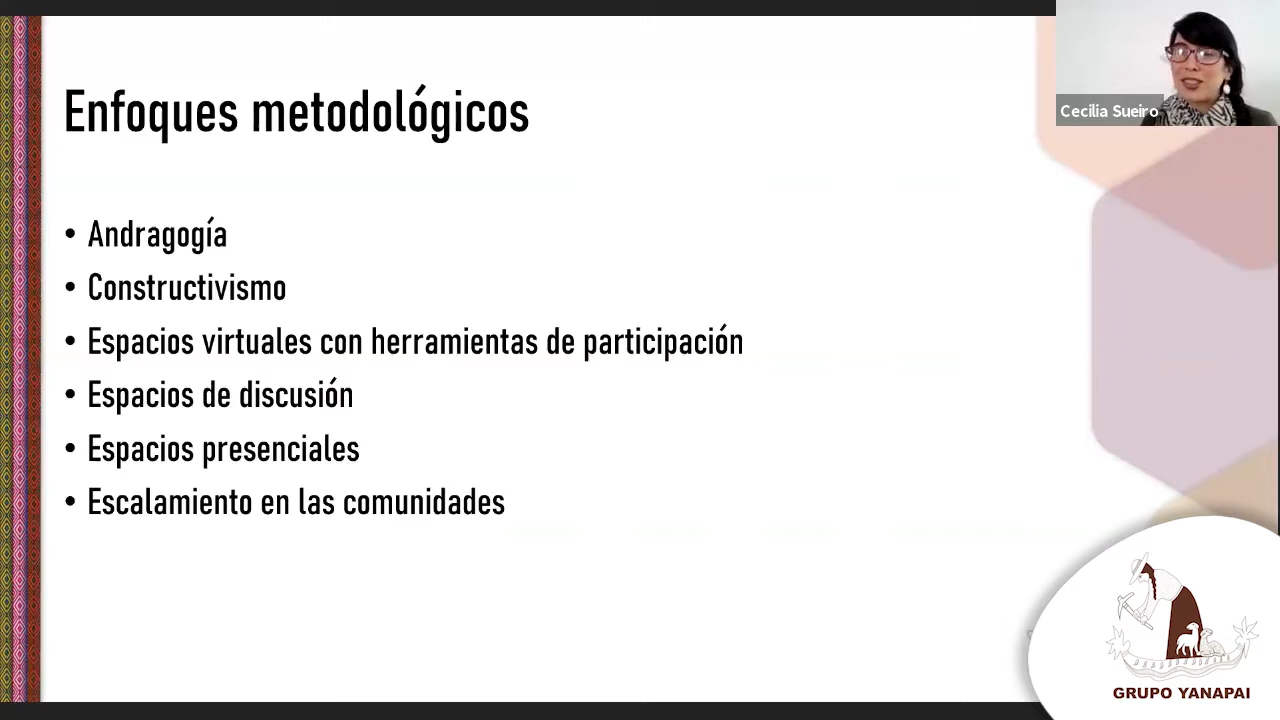 Enfoques metodológicos
Cecilia Sueiro
• Andragogía
• Constructivismo
• Espacios virtuales con herramientas de participación
• Espacios de discusión
• Espacios presenciales
• Escalamiento en las comunidades
GRUPO YANAPAI